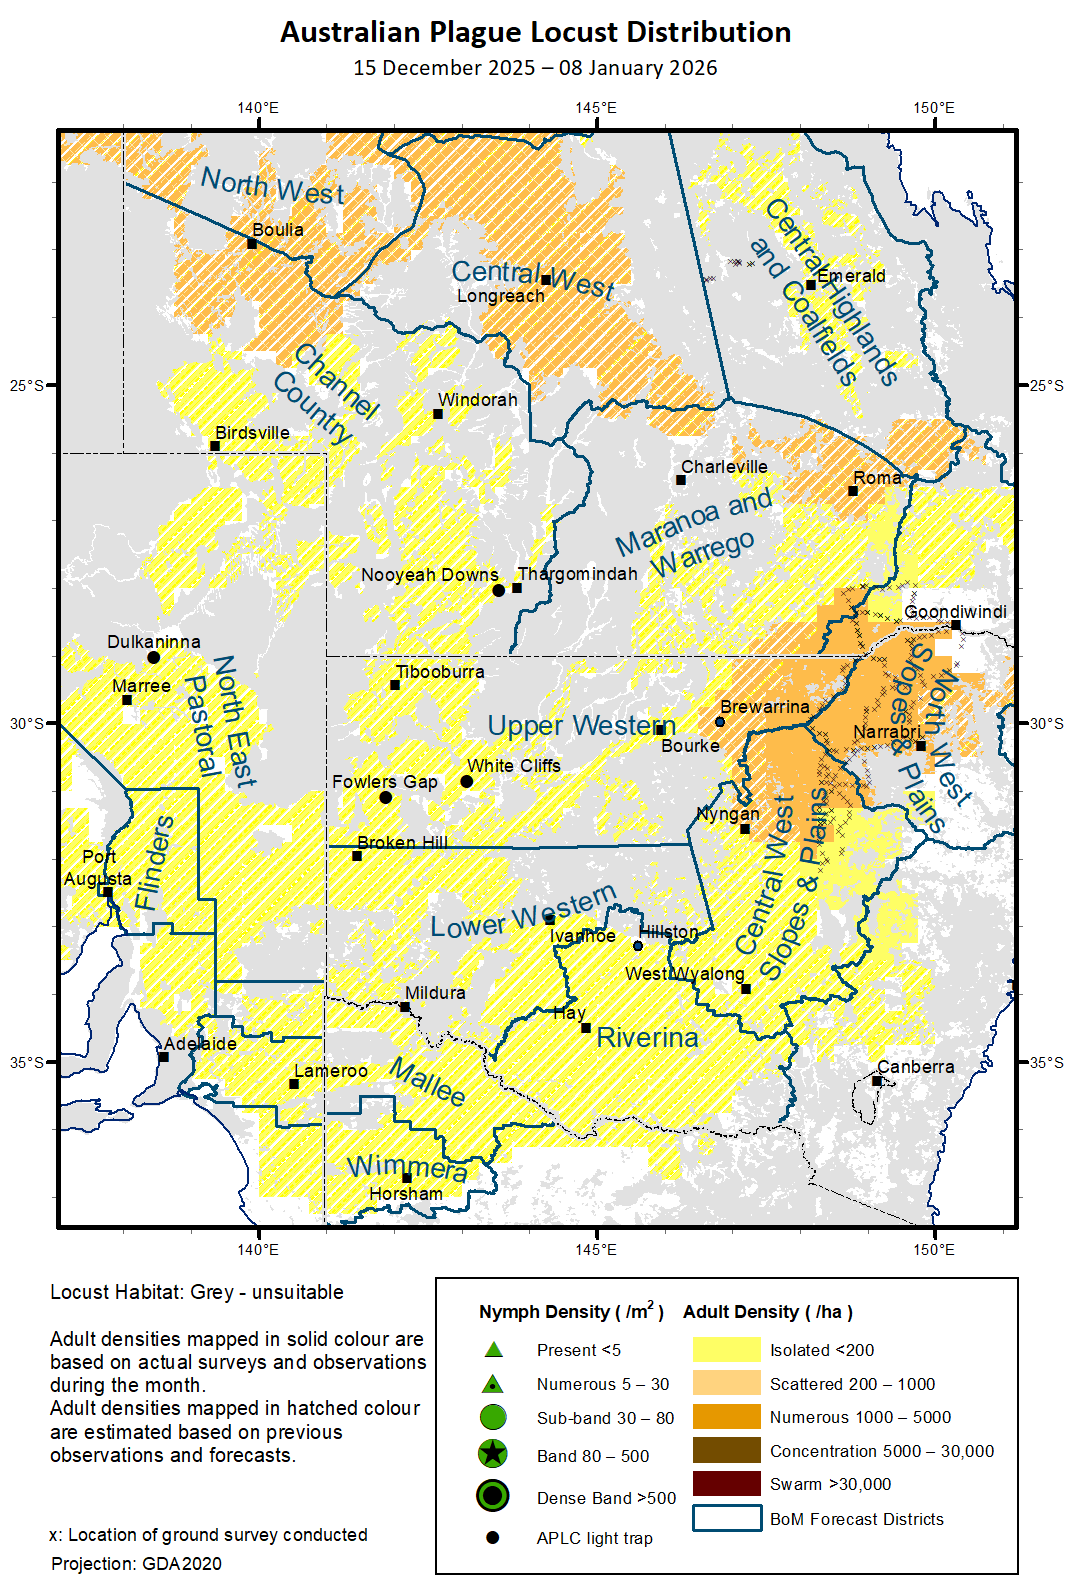 Australian Plague Locust Distribution
15 December 2025 – 08 January 2026
140°E
145°E
150°E
North West
Boulia
Central West
Longreach
Central Highlands
and Coalfields
Emerald
25°S
25°S
Channel
Country
Windorah
Birdsville
Charleville
Roma
Maranoa and
Warrego
Nooyeah Downs
Thargomindah
Goondiwindi
Dulkaninna
Marree
North East
Pastoral
Tibooburra
North West
Slopes &
Plains
30°S
30°S
Upper Western
Brewarrina
Bourke
Narrabri
White Cliffs
Fowlers Gap
Nyngan
Broken Hill
Central West
Slopes & Plains
Port
Augusta
Flinders
Lower Western
Ivanhoe
Hillston
West Wyalong
Mildura
Hay
Riverina
Adelaide
35°S
35°S
Lameroo
Mallee
Canberra
Wimmera
Horsham
140°E
145°E
150°E
Locust Habitat: Grey - unsuitable
Adult densities mapped in solid colour are
based on actual surveys and observations
during the month.
Adult densities mapped in hatched colour
are estimated based on previous
observations and forecasts.
x: Location of ground survey conducted
Projection: GDA2020
Nymph Density ( /m² )
Present <5
Numerous 5 – 30
Sub-band 30 – 80
Band 80 – 500
Dense Band >500
APLC light trap
Adult Density ( /ha )
Isolated <200
Scattered 200 – 1000
Numerous 1000 – 5000
Concentration 5000 – 30,000
Swarm >30,000
BoM Forecast Districts